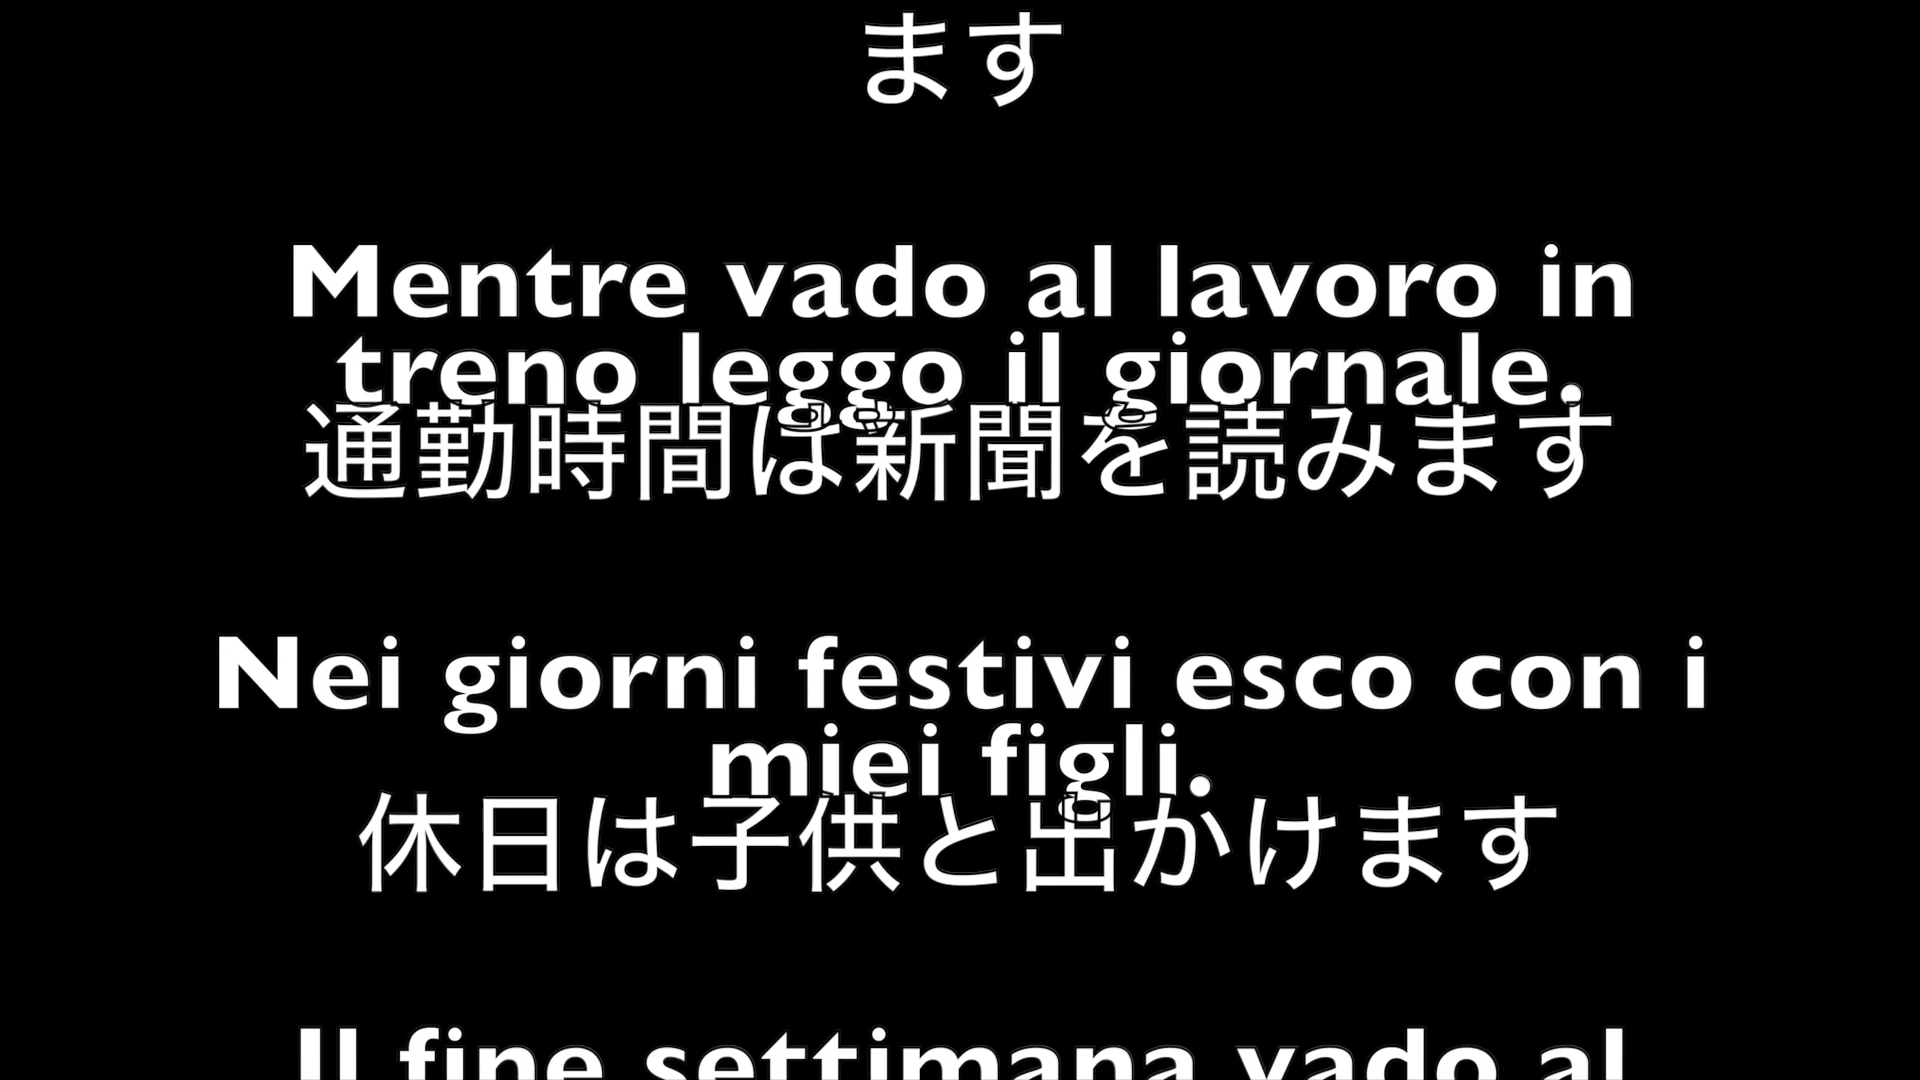 ます
Mentre vado al lavoro in
treno leggo il giornale.
通勤時間は新聞を読みます
Nei giorni festivi esco con i
miei figli.
休日は子供と出かけます
Il fine settimana vado al